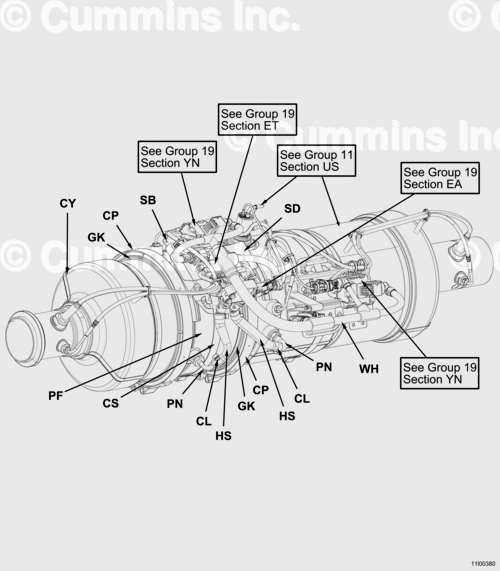 © Cummins Inc.
©
See Group 19
Section ET
© Cummins Inc.
See Group 19
Section YN
See Group 11
Section US
See Group 19
Section EA
SB
SD
CY
CP
GK
© Cummins Inc.
©
PN
WH
See Group 19
Section YN
PF
CS
PN
CL
HS
GK
CP
HS
CL
© Cummins Inc.
©
11I00380